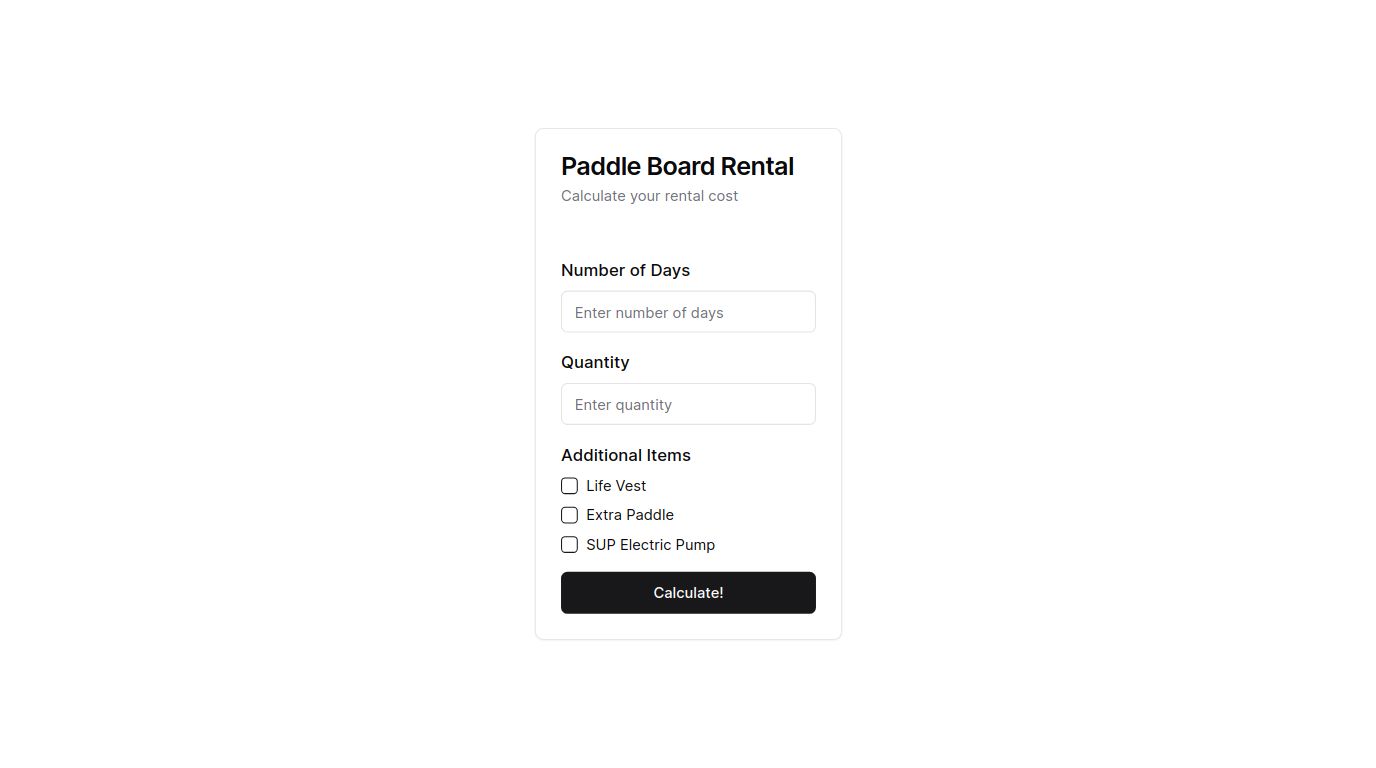 Paddle Board Rental
Calculate your rental cost
Number of Days
Enter number of days
Quantity
Enter quantity
Additional Items
Life Vest
Extra Paddle
SUP Electric Pump
Calculate!